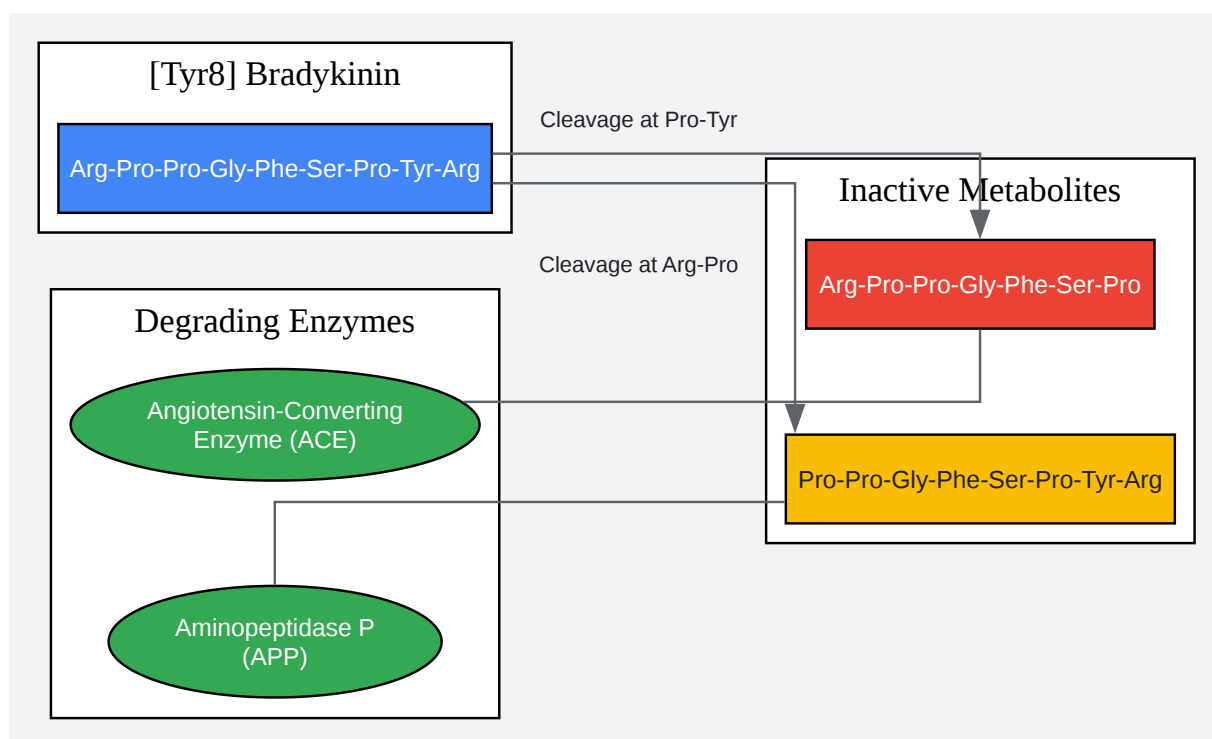 [Tyr8] Bradykinin
Arg-Pro-Pro-Gly-Phe-Ser-Pro-Tyr-Arg
Cleavage at Pro-Tyr
Cleavage at Arg-Pro
Inactive Metabolites
Arg-Pro-Pro-Gly-Phe-Ser-Pro
Pro-Pro-Gly-Phe-Ser-Pro-Tyr-Arg
Degrading Enzymes
Angiotensin-Converting
Enzyme (ACE)
Aminopeptidase P
(APP)